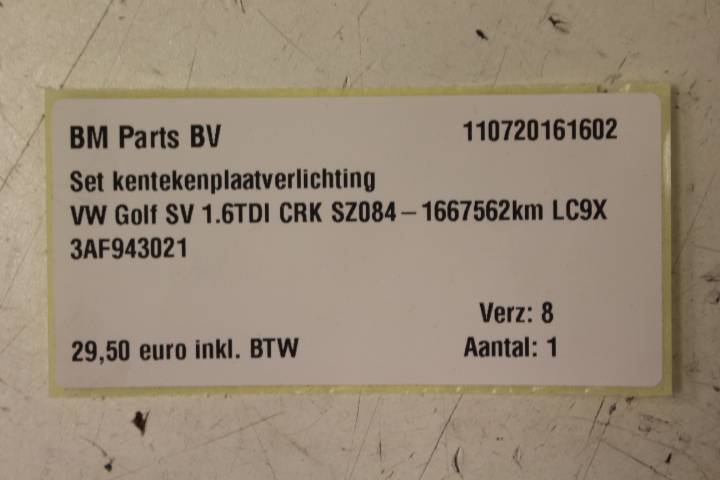 BM Parts BV 110720161602
Set kentekenplaatverlichting
VW Golf SV 1.6TDI CRK SZ084-1667562km LC9X
3AF943021
Verz: 8
29,50 euro inkl. BTW Aantal: 1